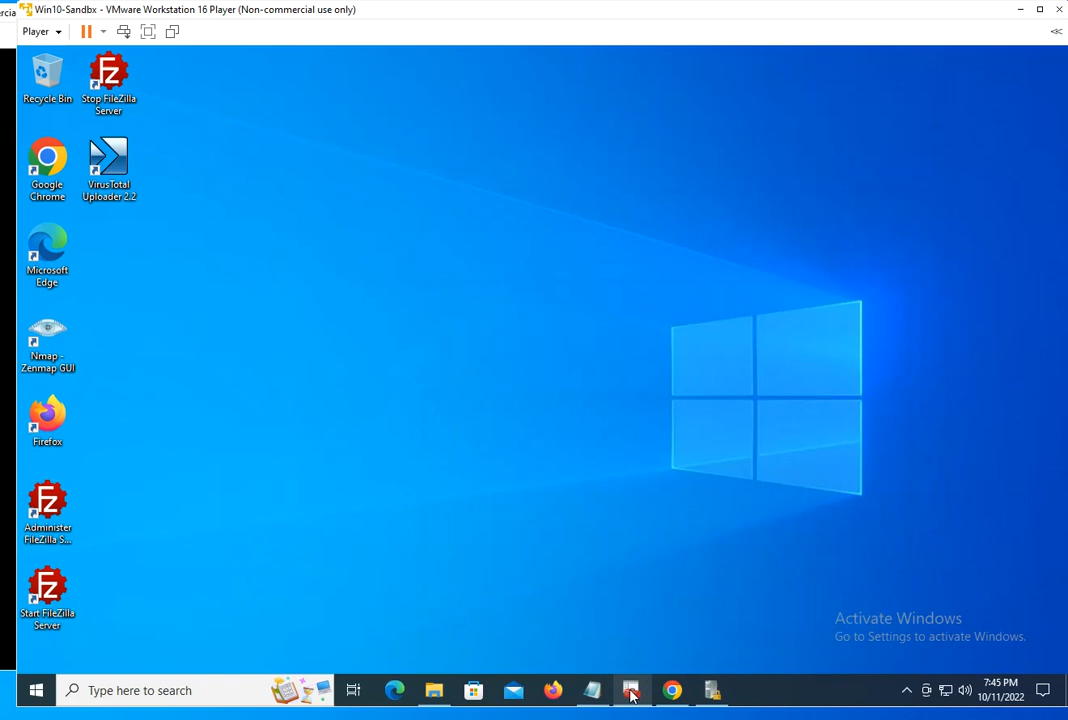 rcia
Win10-Sandbx - VMware Workstation 16 Player (Non-commercial use only)
Player
Recycle Bin
Stop FileZilla
Server
Google
Chrome
VirusTotal
Uploader 2.2
Microsoft
Edge
Nmap -
Zenmap GUI
Firefox
Administer
FileZilla S...
Start FileZilla
Server
Activate Windows
Go to Settings to activate Windows.
Type here to search
7:45 PM
10/11/2022